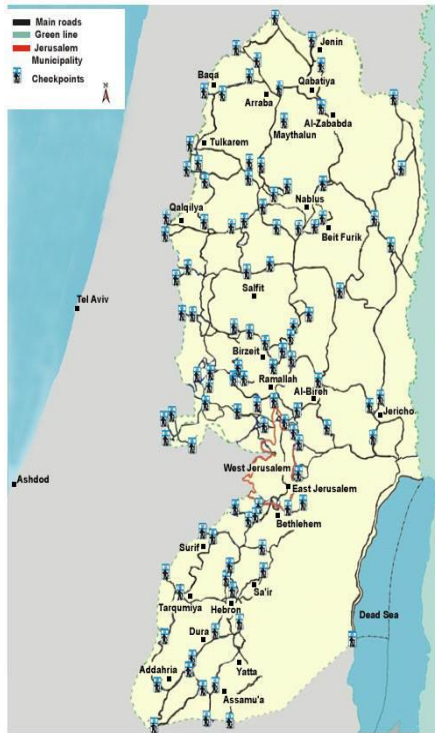 Main roads
Green line
Jerusalem
Municipality
Checkpoints
N
Jenin
Baqa
Qabatiya
Arraba
Al-Zababda
Maythalun
Tulkarem
Nablus
Qalqilya
Beit Furik
Salfit
Tel Aviv
Birzeit
Ramallah
Al-Bireh
Jericho
West Jerusalem
Ashdod
East Jerusalem
Bethlehem
Surif
Sa'ir
Tarqumiya
Hebron
Dead Sea
Dura
Yatta
Addahria
Assamu'a